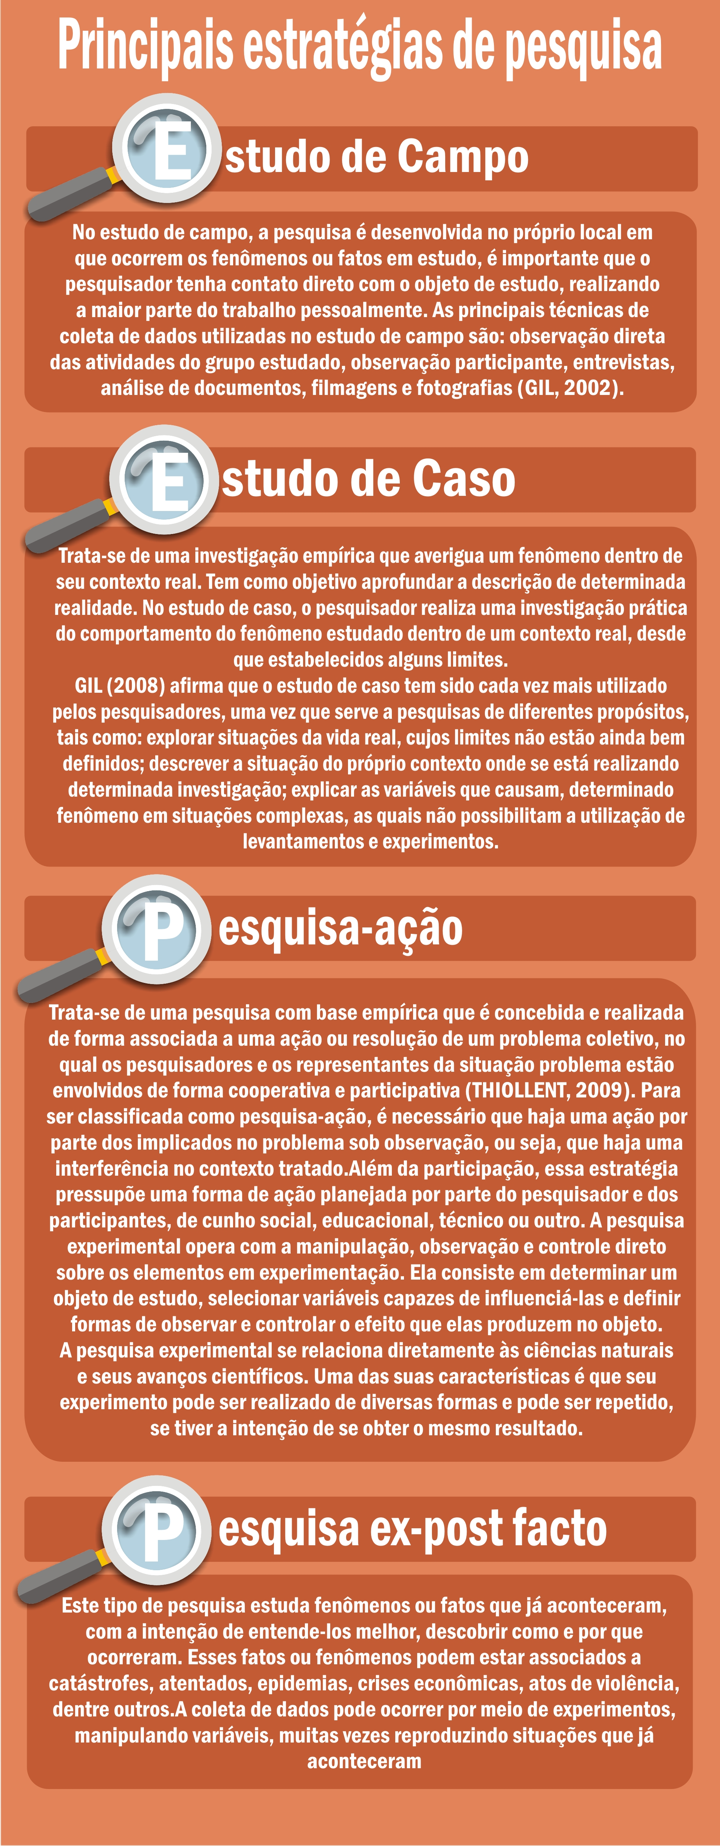 Principais estratégias de pesquisa
Estudo de Campo
No estudo de campo, a pesquisa é desenvolvida no próprio local em
que ocorrem os fenômenos ou fatos em estudo, é importante que o
pesquisador tenha contato direto com o objeto de estudo, realizando
a maior parte do trabalho pessoalmente. As principais técnicas de
coleta de dados utilizadas no estudo de campo são: observação direta
das atividades do grupo estudado, observação participante, entrevistas,
análise de documentos, filmagens e fotografias (GIL, 2002).
Estudo de Caso
Trata-se de uma investigação empírica que averigua um fenômeno dentro de
seu contexto real. Tem como objetivo aprofundar a descrição de determinada
realidade. No estudo de caso, o pesquisador realiza uma investigação prática
do comportamento do fenômeno estudado dentro de um contexto real, desde
que estabelecidos alguns limites.
GIL (2008) afirma que o estudo de caso tem sido cada vez mais utilizado
pelos pesquisadores, uma vez que serve a pesquisas de diferentes propósitos,
tais como: explorar situações da vida real, cujos limites não estão ainda bem
definidos; descrever a situação do próprio contexto onde se está realizando
determinada investigação; explicar as variáveis que causam, determinado
fenômeno em situações complexas, as quais não possibilitam a utilização de
levantamentos e experimentos.
Pesquisa-ação
Trata-se de uma pesquisa com base empírica que é concebida e realizada
de forma associada a uma ação ou resolução de um problema coletivo, no
qual os pesquisadores e os representantes da situação problema estão
envolvidos de forma cooperativa e participativa (THIOLLENT, 2009). Para
ser classificada como pesquisa-ação, é necessário que haja uma ação por
parte dos implicados no problema sob observação, ou seja, que haja uma
interferência no contexto tratado.Além da participação, essa estratégia
pressupõe uma forma de ação planejada por parte do pesquisador e dos
participantes, de cunho social, educacional, técnico ou outro. A pesquisa
experimental opera com a manipulação, observação e controle direto
sobre os elementos em experimentação. Ela consiste em determinar um
objeto de estudo, selecionar variáveis capazes de influenciá-las e definir
formas de observar e controlar o efeito que elas produzem no objeto.
A pesquisa experimental se relaciona diretamente às ciências naturais
e seus avanços científicos. Uma das suas características é que seu
experimento pode ser realizado de diversas formas e pode ser repetido,
se tiver a intenção de se obter o mesmo resultado.
Pesquisa ex-post facto
Este tipo de pesquisa estuda fenômenos ou fatos que já aconteceram,
com a intenção de entende-los melhor, descobrir como e por que
ocorreram. Esses fatos ou fenômenos podem estar associados a
catástrofes, atentados, epidemias, crises econômicas, atos de violência,
dentre outros.A coleta de dados pode ocorrer por meio de experimentos,
manipulando variáveis, muitas vezes reproduzindo situações que já
aconteceram